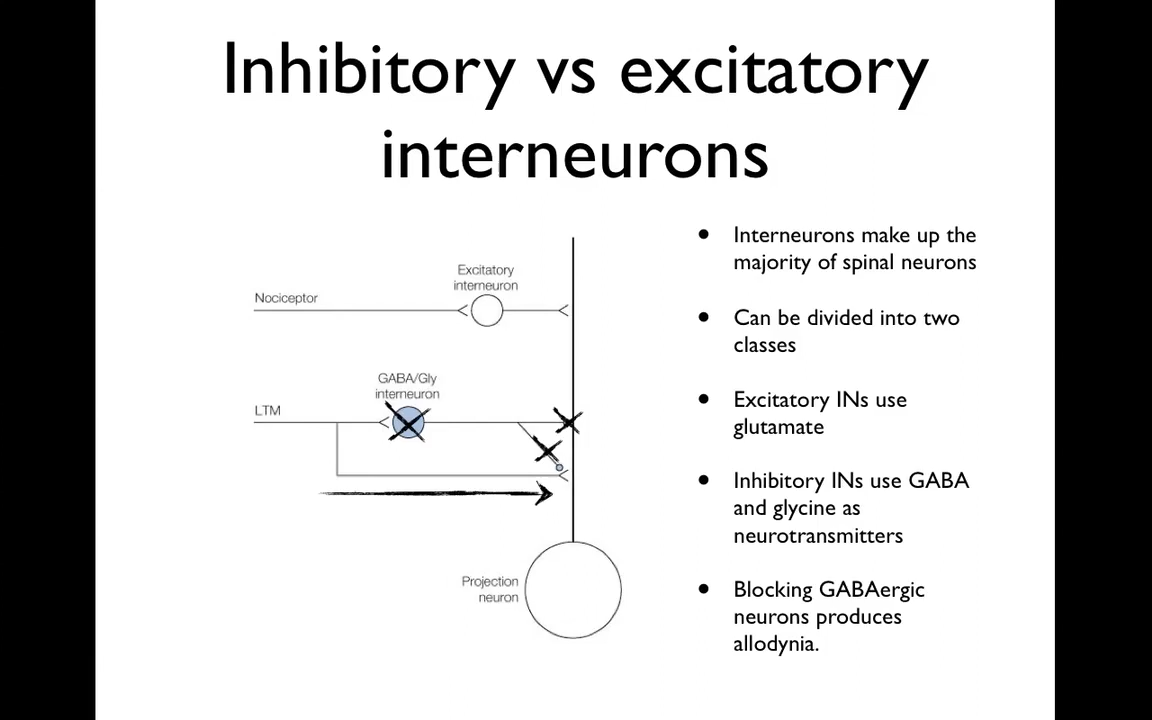 Inhibitory vs excitatory
interneurons
Excitatory
interneuron
Nociceptor
GABA/Gly
interneuron
LTM
Projection
neuron
• Interneurons make up the
majority of spinal neurons
• Can be divided into two
classes
• Excitatory INs use
glutamate
• Inhibitory INs use GABA
and glycine as
neurotransmitters
• Blocking GABAergic
neurons produces
allodynia.